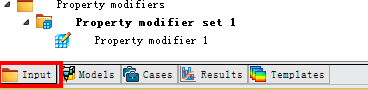 Property modifiers
Property modifier set 1
Property modifier 1
Input Models Cases Results Templates